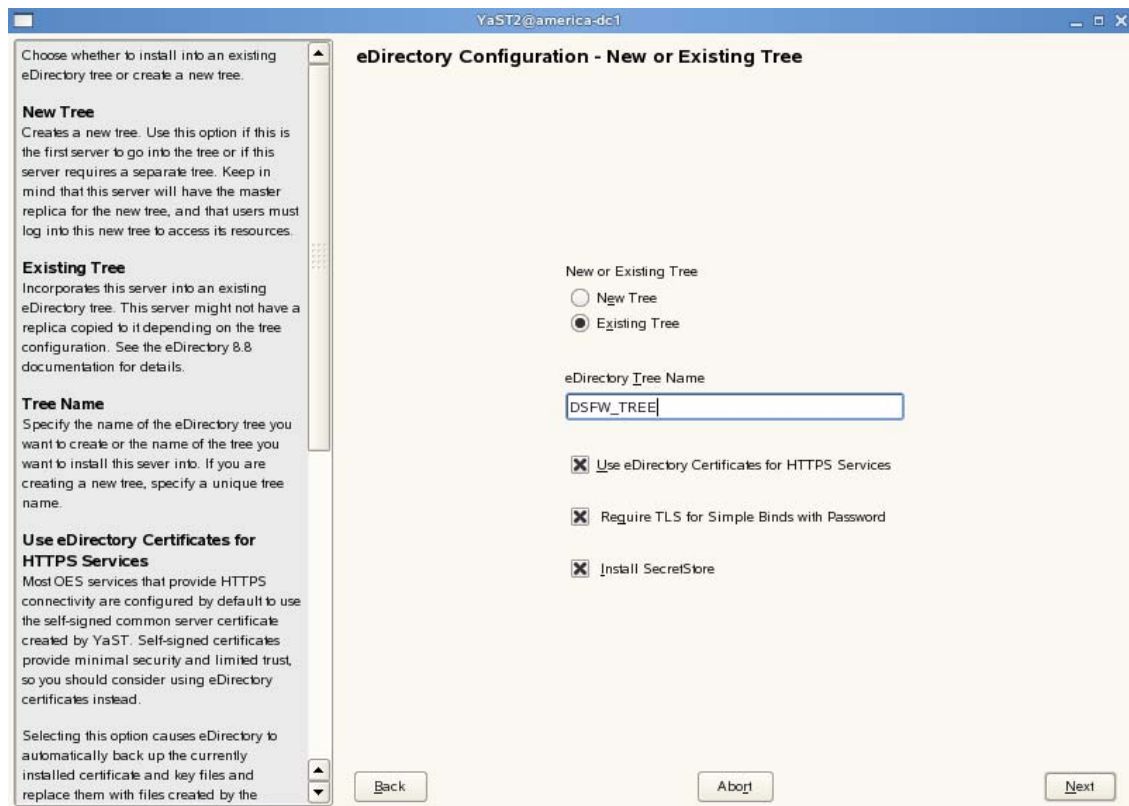 YaST2@america-dc1
Choose whether to install into an existing
eDirectory tree or create a new tree.
New Tree
Creates a new tree. Use this option if this is
the first server to go into the tree or if this
server requires a separate tree. Keep in
mind that this server will have the master
replica for the new tree, and that users must
log into this new tree to access its resources.
Existing Tree
Incorporates this server into an existing
eDirectory tree. This server might not have a
replica copied to it depending on the tree
configuration. See the eDirectory 8.8
documentation for details.
Tree Name
Specify the name of the eDirectory tree you
want to create or the name of the tree you
want to install this sever into. If you are
creating a new tree, specify a unique tree
name.
Use eDirectory Certificates for
HTTPS Services
Most OES services that provide HTTPS
connectivity are configured by default to use
the self-signed common server certificate
created by YaST. Self-signed certificates
provide minimal security and limited trust,
so you should consider using eDirectory
certificates instead.
Selecting this option causes eDirectory to
automatically back up the currently
installed certificate and key files and
replace them with files created by the
eDirectory Configuration - New or Existing Tree
New or Existing Tree
New Tree
Existing Tree
eDirectory Tree Name
DSFW_TREE
Use eDirectory Certificates for HTTPS Services
Require TLS for Simple Binds with Password
Install SecretStore
Back
Abort
Next